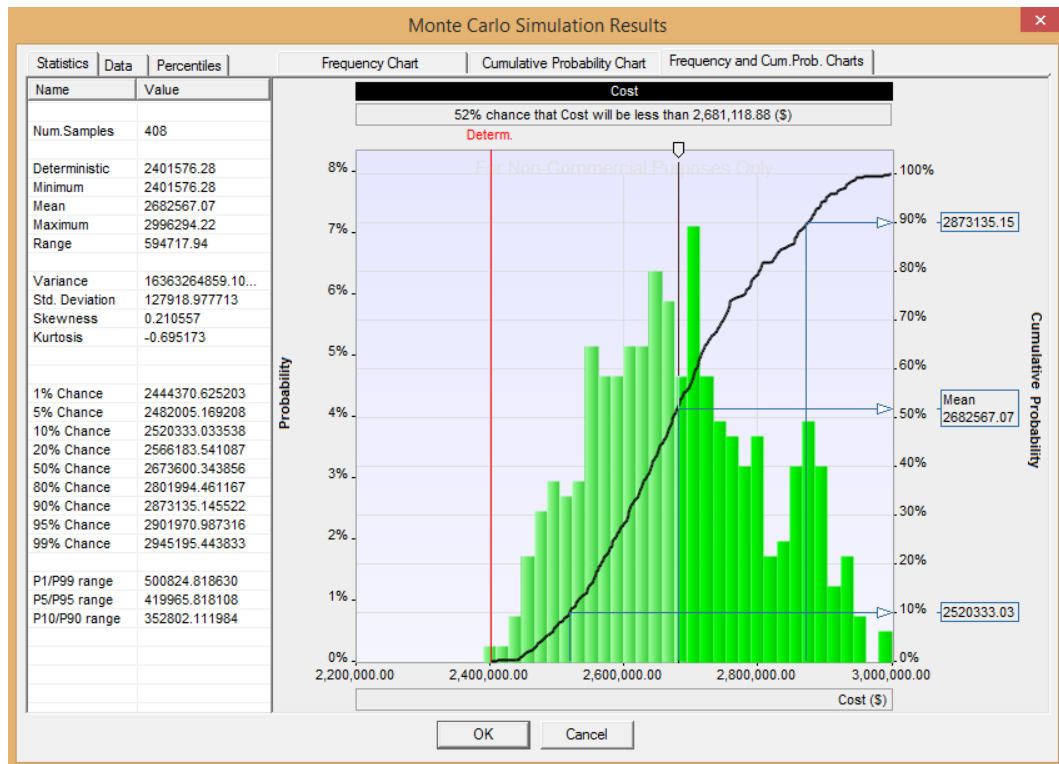 Monte Carlo Simulation Results
Statistics Data Percentiles
Frequency Chart Cumulative Probability Chart Frequency and Cum.Prob. Charts
Name Value
Num.Samples 408
Deterministic 2401576.28
Minimum 2401576.28
Mean 2682567.07
Maximum 2996294.22
Range 594717.94
Variance 16363264859.10...
Std. Deviation 127918.977713
Skewness 0.210557
Kurtosis -0.695173
1% Chance 2444370.625203
5% Chance 2482005.169208
10% Chance 2520333.033538
20% Chance 2566183.541087
50% Chance 2673600.343856
80% Chance 2801994.461167
90% Chance 2873135.145522
95% Chance 2901970.987316
99% Chance 2945195.443833
P1/P99 range 500824.818630
P5/P95 range 419965.818108
P10/P90 range 352802.111984
Cost
52% chance that Cost will be less than 2,681,118.88 ($)
Determ.
For Non-Commercial Purposes Only
Probability
8%
7%
6%
5%
4%
3%
2%
1%
0%
100%
90%
80%
70%
60%
50%
40%
30%
20%
10%
0%
2873135.15
Mean
2682567.07
2520333.03
Cumulative Probability
2,200,000.00 2,400,000.00 2,600,000.00 2,800,000.00 3,000,000.00
Cost ($)
OK Cancel